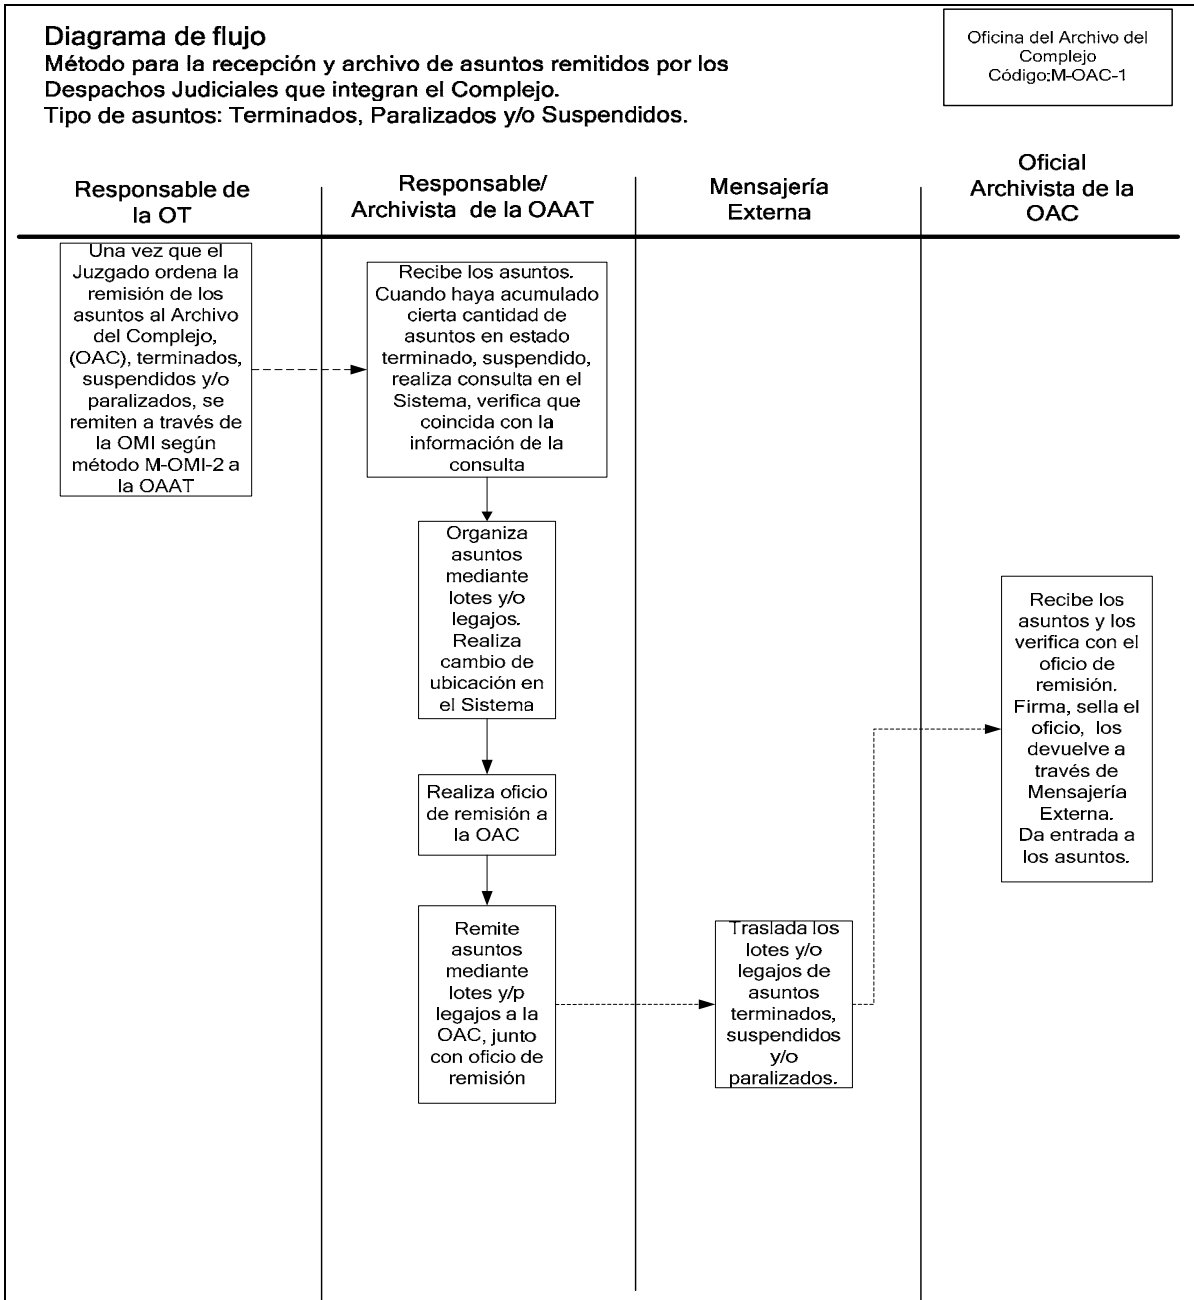 Diagrama de flujo
Método para la recepción y archivo de asuntos remitidos por los
Despachos Judiciales que integran el Complejo.
Tipo de asuntos: Terminados, Paralizados y/o Suspendidos.
Oficina del Archivo del
Complejo
Código:M-OAC-1
Responsable de
la OT
Responsable/
Archivista de la OAAT
Mensajería
Externa
Oficial
Archivista de la
OAC
Una vez que el
Juzgado ordena la
remisión de los
asuntos al Archivo
del Complejo,
(OAC), terminados,
suspendidos y/o
paralizados, se
remiten a través de
la OMI según
método M-OMI-2 a
la OAAT
Recibe los asuntos.
Cuando haya acumulado
cierta cantidad de
asuntos en estado
terminado, suspendido,
realiza consulta en el
Sistema, verifica que
coincida con la
información de la
consulta
Organiza
asuntos
mediante
lotes y/o
legajos.
Realiza
cambio de
ubicación en
el Sistema
Realiza oficio
de remisión a
la OAC
Remite
asuntos
mediante
lotes y/p
legajos a la
OAC, junto
con oficio de
remisión
Traslada los
lotes y/o
legajos de
asuntos
terminados,
suspendidos
y/o
paralizados.
Recibe los
asuntos y los
verifica con el
oficio de
remisión.
Firma, sella el
oficio, los
devuelve a
través de
Mensajería
Externa.
Da entrada a
los asuntos.